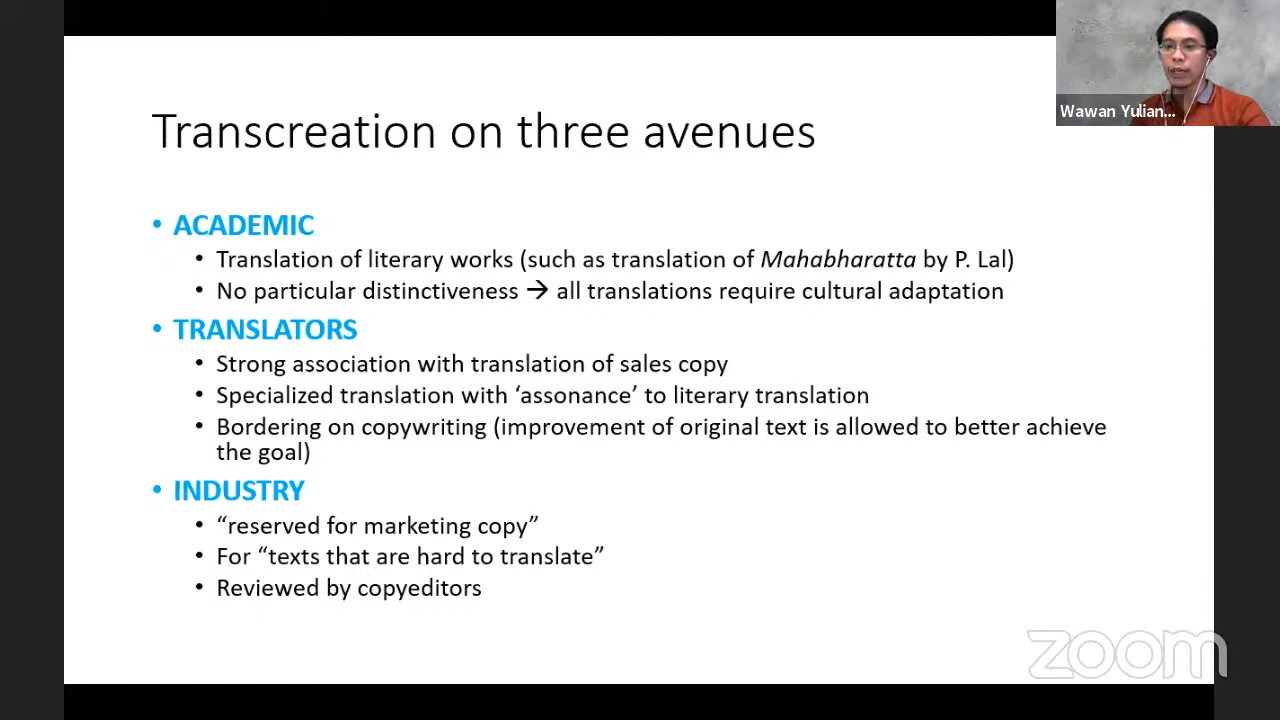 Wawan Yulian...
Transcreation on three avenues
• ACADEMIC
• Translation of literary works (such as translation of Mahabharatta by P. Lal)
• No particular distinctiveness → all translations require cultural adaptation
• TRANSLATORS
• Strong association with translation of sales copy
• Specialized translation with ‘assonance’ to literary translation
• Bordering on copywriting (improvement of original text is allowed to better achieve
the goal)
• INDUSTRY
• “reserved for marketing copy”
• For “texts that are hard to translate”
• Reviewed by copyeditors
zoom